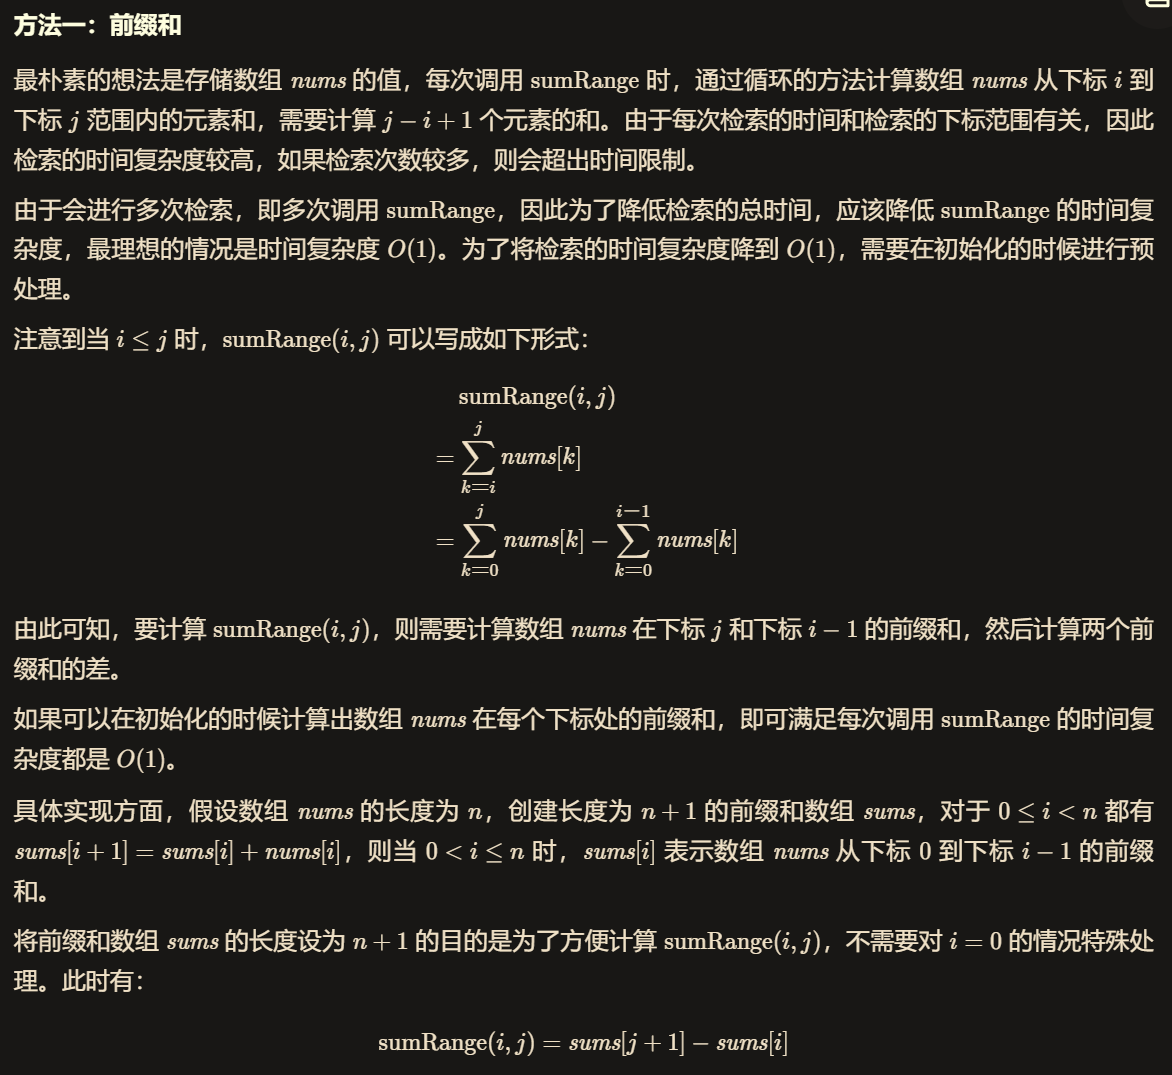 方法一：前缀和
最朴素的想法是存储数组 nums 的值，每次调用 sumRange 时，通过循环的方法计算数组 nums 从下标 i 到
下标 j 范围内的元素和，需要计算 j − i + 1 个元素的和。由于每次检索的时间和检索的下标范围有关，因此
检索的时间复杂度较高，如果检索次数较多，则会超出时间限制。
由于会进行多次检索，即多次调用 sumRange，因此为了降低检索的总时间，应该降低 sumRange 的时间复
杂度，最理想的情况是时间复杂度 O(1)。为了将检索的时间复杂度降到 O(1)，需要在初始化的时候进行预
处理。
注意到当 i ≤ j 时，sumRange(i, j) 可以写成如下形式：
sumRange(i, j)
= ∑_{k=i}^{j} nums[k]
= ∑_{k=0}^{j} nums[k] − ∑_{k=0}^{i−1} nums[k]
由此可知，要计算 sumRange(i, j)，则需要计算数组 nums 在下标 j 和下标 i − 1 的前缀和，然后计算两个前
缀和的差。
如果可以在初始化的时候计算出数组 nums 在每个下标处的前缀和，即可满足每次调用 sumRange 的时间复
杂度都是 O(1)。
具体实现方面，假设数组 nums 的长度为 n，创建长度为 n + 1 的前缀和数组 sums，对于 0 ≤ i < n 都有
sums[i + 1] = sums[i] + nums[i]，则当 0 < i ≤ n 时，sums[i] 表示数组 nums 从下标 0 到下标 i − 1 的前缀
和。
将前缀和数组 sums 的长度设为 n + 1 的目的是为了方便计算 sumRange(i, j)，不需要对 i = 0 的情况特殊处
理。此时有：
sumRange(i, j) = sums[j + 1] − sums[i]